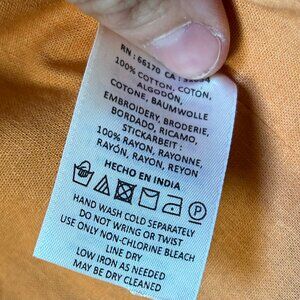 RN : 66170 CA :
100% COTTON, COTON,
ALGODÓN,
COTONE, BAUMWOLLE
EMBROIDERY, BRODERIE,
BORDADO, RICAMO,
STICKARBEIT :
100% RAYON, RAYONNE,
RAYÓN, RAYON, REYON
HECHO EN INDIA
P
HAND WASH COLD SEPARATELY
DO NOT WRING OR TWIST
USE ONLY NON-CHLORINE BLEACH
LINE DRY
LOW IRON AS NEEDED
MAY BE DRY CLEANED